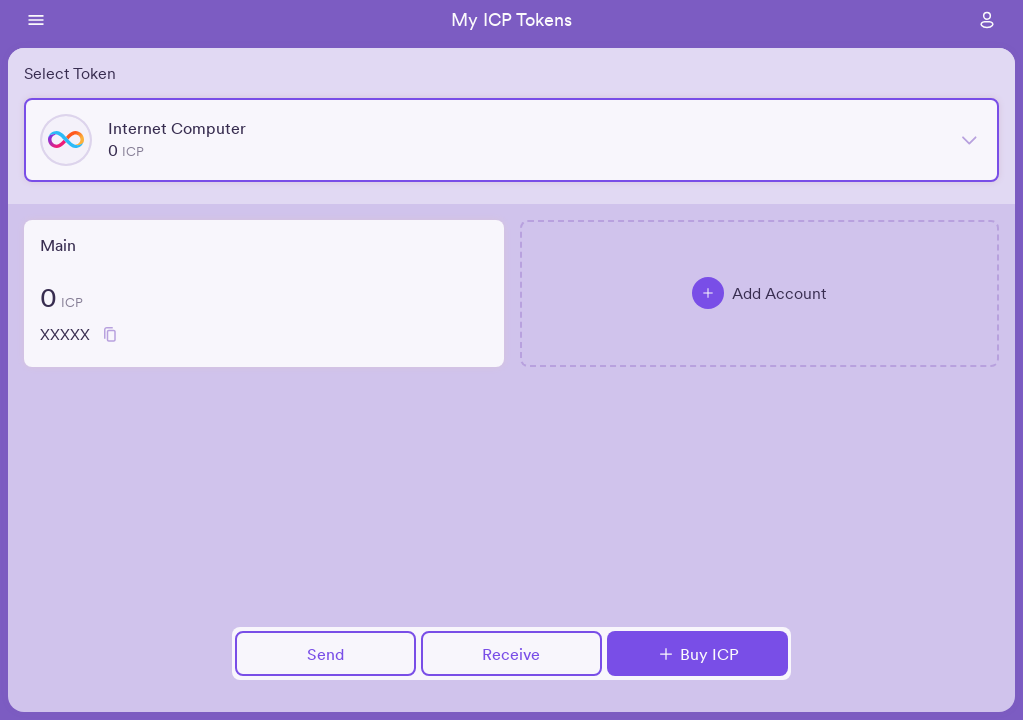 My ICP Tokens
Select Token
Internet Computer
0 ICP
Main
0 ICP
XXXXX
Add Account
Send
Receive
Buy ICP